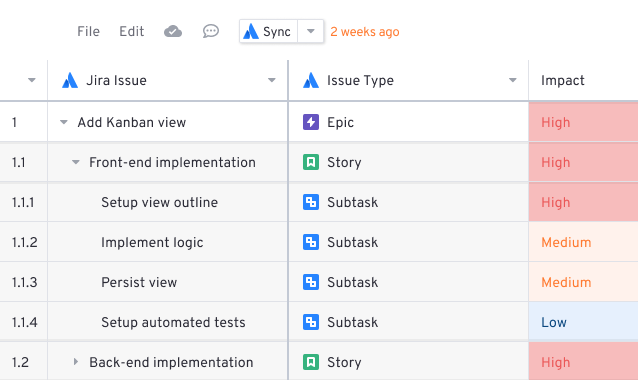 File Edit Sync 2 weeks ago
Jira Issue Issue Type Impact
1 Add Kanban view Epic High
1.1 Front-end implementation Story High
1.1.1 Setup view outline Subtask High
1.1.2 Implement logic Subtask Medium
1.1.3 Persist view Subtask Medium
1.1.4 Setup automated tests Subtask Low
1.2 Back-end implementation Story High